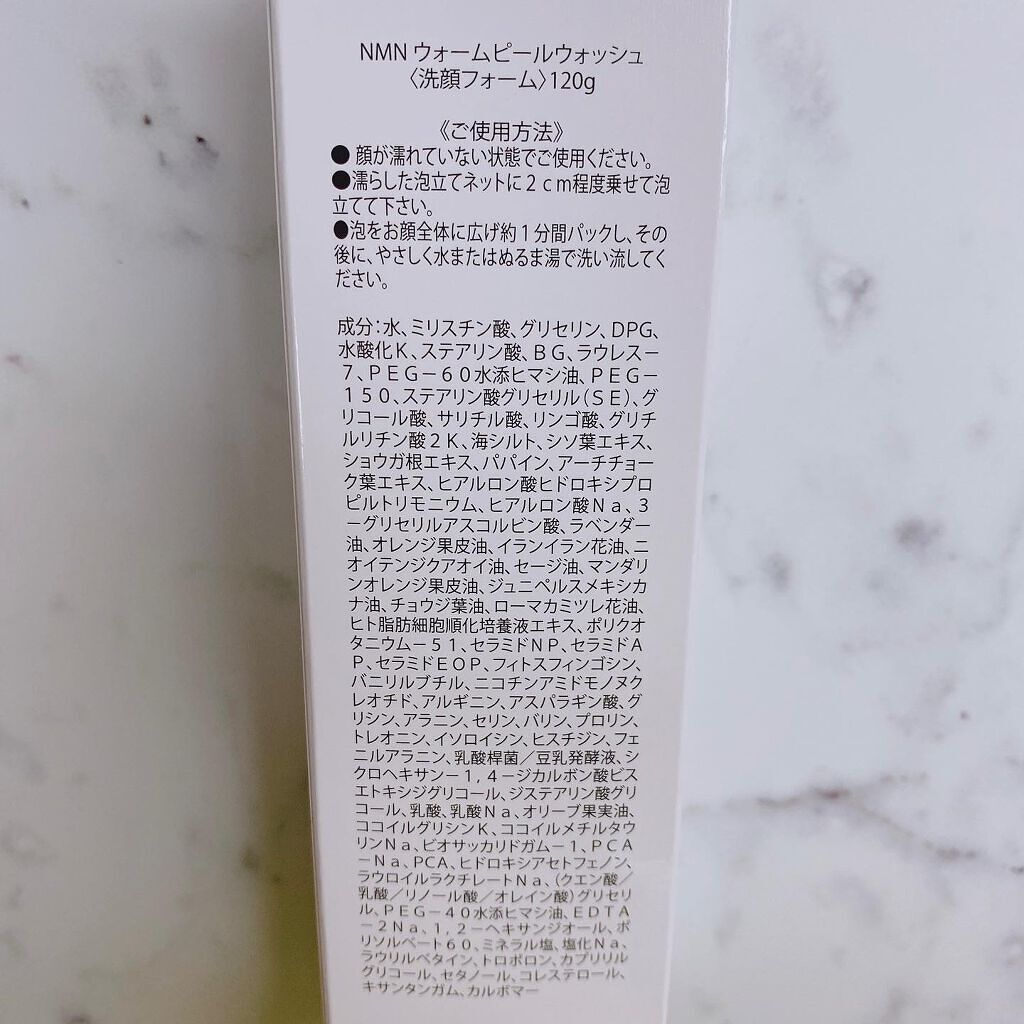 NMN ウォームピールウォッシュ
〈洗顔フォーム〉120g
《ご使用方法》
● 顔が濡れていない状態でご使用ください。
●濡らした泡立てネットに２ｃｍ程度乗せて泡
立てて下さい。
●泡をお顔全体に広げ約１分間パックし、その
後に、やさしく水またはぬるま湯で洗い流してく
ださい。
成分：水、ミリスチン酸、グリセリン、DPG、
水酸化Ｋ、ステアリン酸、ＢＧ、ラウレス－
７、ＰＥＧ－６０水添ヒマシ油、ＰＥＧ－
１５０、ステアリン酸グリセリル（ＳＥ）、グ
リコール酸、サリチル酸、リンゴ酸、グリチ
ルリチン酸２Ｋ、海シルト、シソ葉エキス、
ショウガ根エキス、パパイン、アーチチョー
ク葉エキス、ヒアルロン酸ヒドロキシプロ
ピルトリモニウム、ヒアルロン酸Ｎａ、３
－グリセリルアスコルビン酸、ラベンダー
油、オレンジ果皮油、イランイラン花油、ニ
オイテンジクアオイ油、セージ油、マンダリ
ンオレンジ果皮油、ジュニペルスメキシカ
ナ油、チョウジ葉油、ローマカミツレ花油、
ヒト脂肪細胞順化培養液エキス、ポリクオ
タニウム－５１、セラミドＮＰ、セラミドＡ
Ｐ、セラミドＥＯＰ、フィトスフィンゴシン、
バニリルブチル、ニコチンアミドモノヌク
レオチド、アルギニン、アスパラギン酸、グ
リシン、アラニン、セリン、バリン、プロリン、
トレオニン、イソロイシン、ヒスチジン、フェ
ニルアラニン、乳酸桿菌／豆乳発酵液、シ
クロヘキサン－１，４－ジカルボン酸ビス
エトキシジグリコール、ジステアリン酸グリ
コール、乳酸、乳酸Ｎａ、オリーブ果実油、
ココイルグリシンＫ、ココイルメチルタウ
リンＮａ、ビオサッカリドガム－１、ＰＣＡ
－Ｎａ、PCA、ヒドロキシアセトフェノン、
ラウロイルラクチレートＮａ、（クエン酸／
乳酸／リノール酸／オレイン酸）グリセリ
ル、ＰＥＧ－４０水添ヒマシ油、ＥＤＴＡ
－２Ｎａ、１，２－ヘキサンジオール、ポ
リソルベート６０、ミネラル塩、塩化Ｎａ、
ラウリルベタイン、トロポロン、カプリリル
グリコール、セタノール、コレステロール、
キサンタンガム、カルボマー